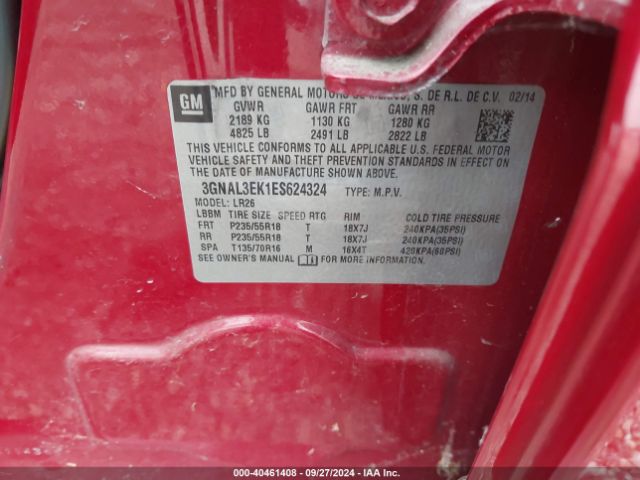 GM
MFD BY GENERAL MOTORS DE MEXICO, S. DE R.L. DE C.V. 02/14
GVWR GAWR FRT GAWR RR
2189 KG 1130 KG 1280 KG
4825 LB 2491 LB 2822 LB
THIS VEHICLE CONFORMS TO ALL APPLICABLE U.S. FEDERAL MOTOR
VEHICLE SAFETY AND THEFT PREVENTION STANDARDS IN EFFECT ON
THE DATE OF MANUFACTURE SHOWN ABOVE.
3GNAL3EK1ES624324 TYPE: M.P.V.
MODEL: LR26
LBBM TIRE SIZE SPEED RTG RIM COLD TIRE PRESSURE
FRT P235/55R18 T 18X7J 240KPA(35PSI)
RR P235/55R18 T 18X7J 240KPA(35PSI)
SPA T135/70R16 M 16X4T 420KPA(60PSI)
SEE OWNER'S MANUAL FOR MORE INFORMATION
000-40461408 - 09/27/2024 - IAA Inc.